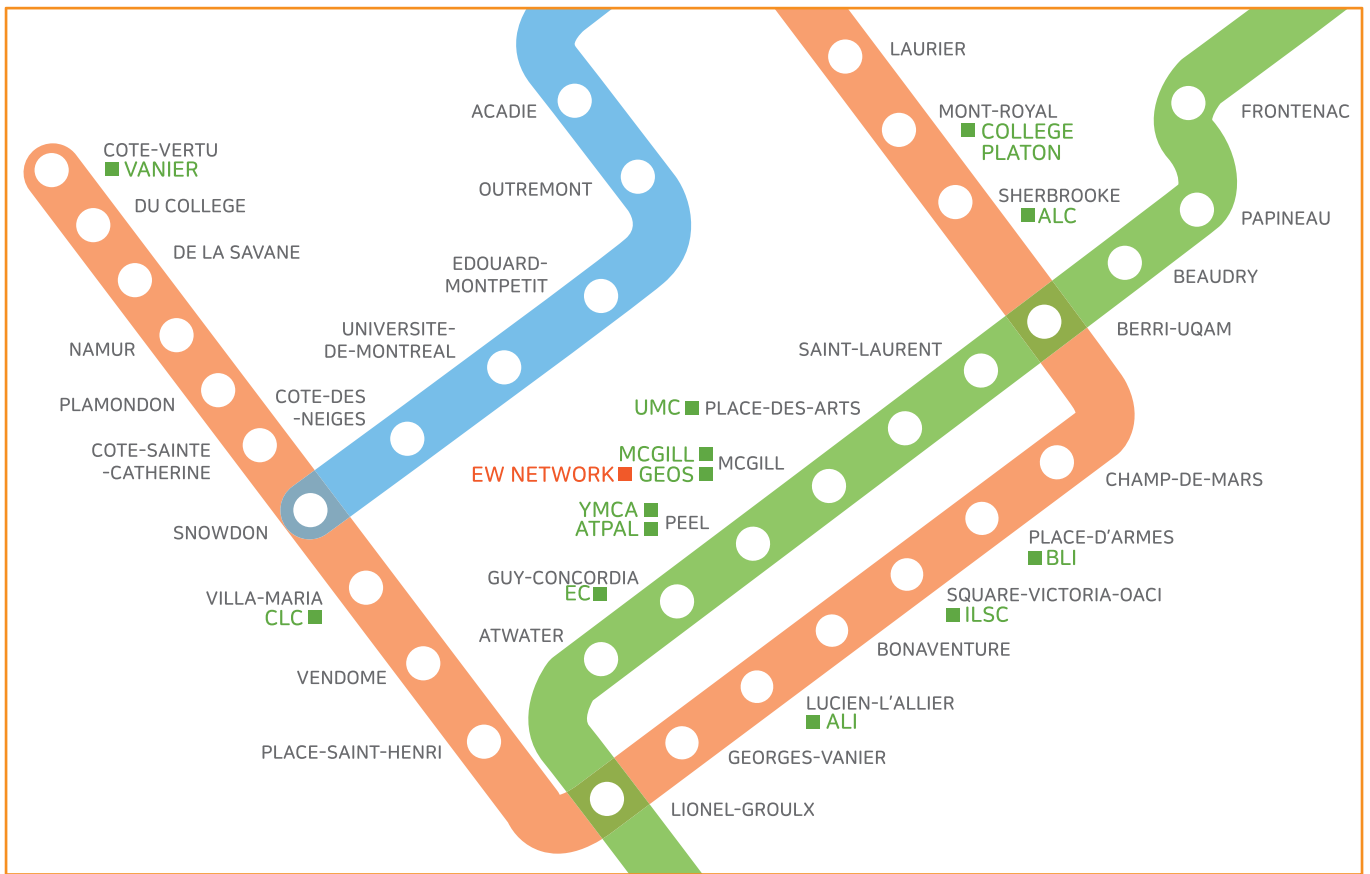 LAURIER
ACADIE
MONT-ROYAL
COLLEGE
PLATON
FRONTENAC
COTE-VERTU
VANIER
OUTREMONT
SHERBROOKE
ALC
DU COLLEGE
PAPINEAU
DE LA SAVANE
EDOUARD-
MONTPETIT
BEAUDRY
UNIVERSITE-
DE-MONTREAL
BERRI-UQAM
NAMUR
SAINT-LAURENT
PLAMONDON
COTE-DES
-NEIGES
UMC PLACE-DES-ARTS
COTE-SAINTE
-CATHERINE
MCGILL
EW NETWORK GEOS
MCGILL
CHAMP-DE-MARS
YMCA
ATPAL
PEEL
SNOWDON
PLACE-D'ARMES
BLI
GUY-CONCORDIA
EC
VILLA-MARIA
CLC
SQUARE-VICTORIA-OACI
ILSC
ATWATER
BONAVENTURE
VENDOME
LUCIEN-L'ALLIER
ALI
PLACE-SAINT-HENRI
GEORGES-VANIER
LIONEL-GROULX